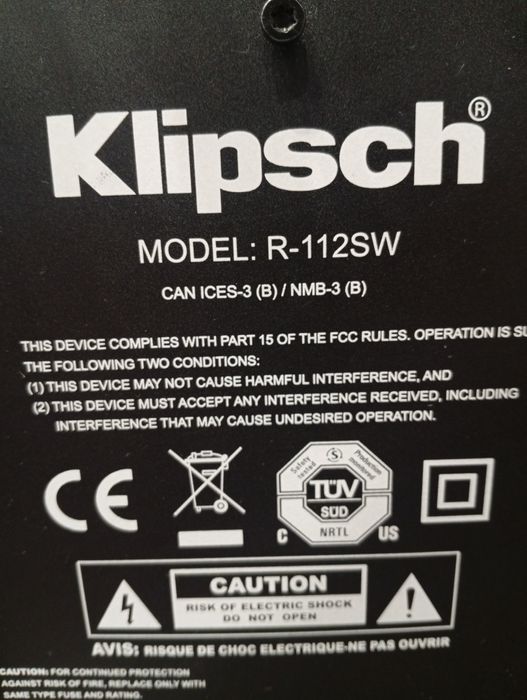 Klipsch®
MODEL: R-112SW
CAN ICES-3 (B) / NMB-3 (B)
THIS DEVICE COMPLIES WITH PART 15 OF THE FCC RULES. OPERATION IS
THE FOLLOWING TWO CONDITIONS:
(1) THIS DEVICE MAY NOT CAUSE HARMFUL INTERFERENCE, AND
(2) THIS DEVICE MUST ACCEPT ANY INTERFERENCE RECEIVED, INCLUDING
INTERFERENCE THAT MAY CAUSE UNDESIRED OPERATION.
CE
Safety tested
S
Production monitored
TÜV
SÜD
NRTL
C US
CAUTION
RISK OF ELECTRIC SHOCK
DO NOT OPEN
AVIS: RISQUE DE CHOC ELECTRIQUE-NE PAS OUVRIR
CAUTION: FOR CONTINUED PROTECTION
AGAINST RISK OF FIRE, REPLACE ONLY WITH
SAME TYPE FUSE AND RATING.